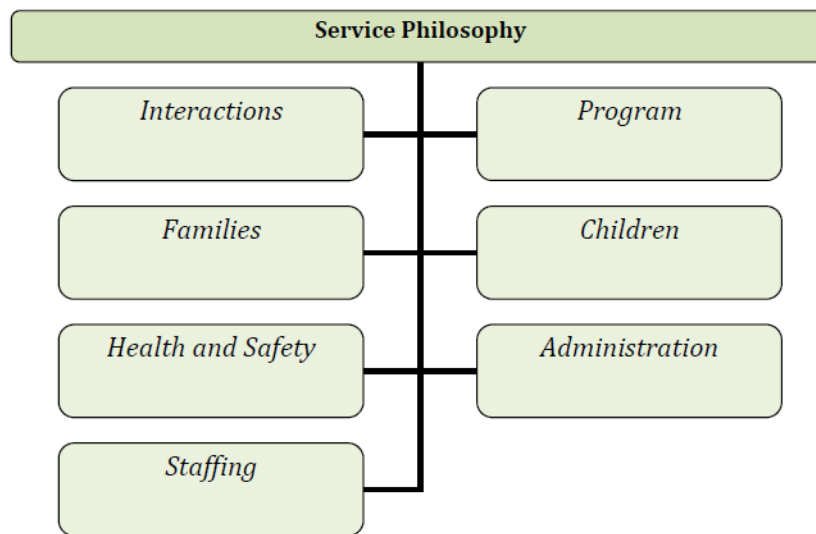 Service Philosophy
Interactions
Program
Families
Children
Health and Safety
Administration
Staffing